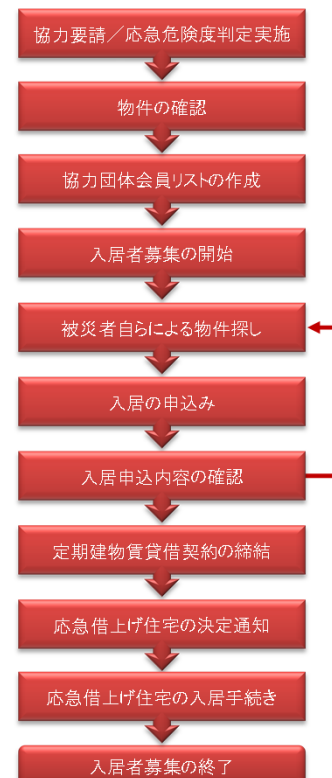 協力要請／応急危険度判定実施
物件の確認
協力団体会員リストの作成
入居者募集の開始
被災者自らによる物件探し
入居の申込み
入居申込内容の確認
定期建物賃貸借契約の締結
応急借上げ住宅の決定通知
応急借上げ住宅の入居手続き
入居者募集の終了